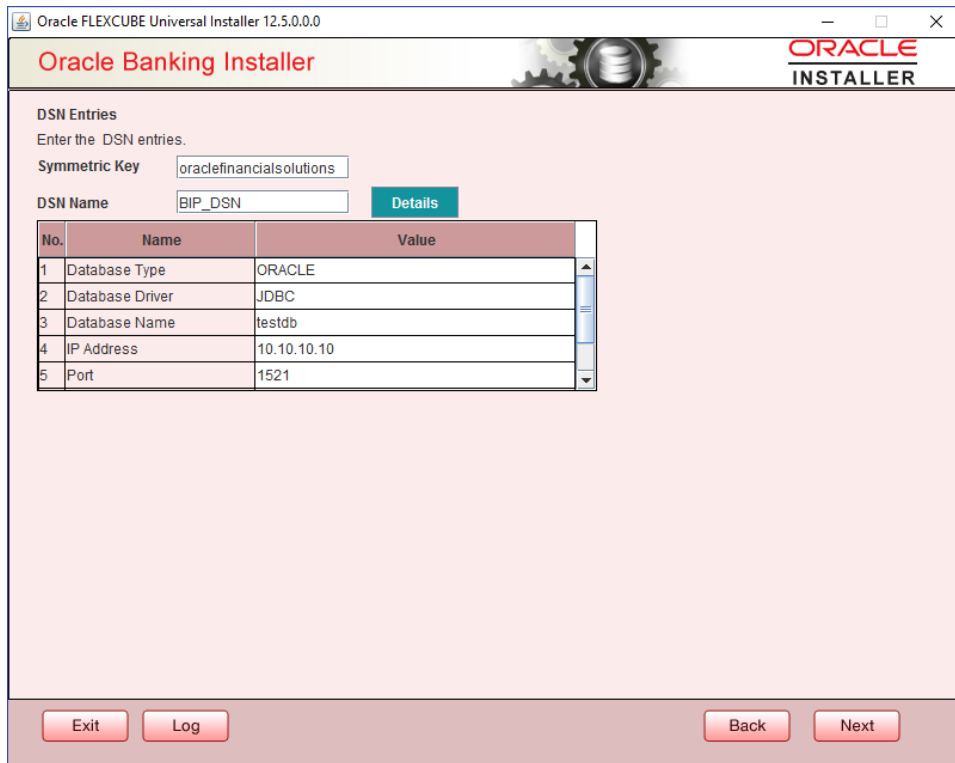 Oracle FLEXCUBE Universal Installer 12.5.0.0.0
Oracle Banking Installer
ORACLE
INSTALLER
DSN Entries
Enter the DSN entries.
Symmetric Key oraclefinancialsolutions
DSN Name BIP_DSN Details
No. Name Value
1 Database Type ORACLE
2 Database Driver JDBC
3 Database Name testdb
4 IP Address 10.10.10.10
5 Port 1521
Exit Log Back Next